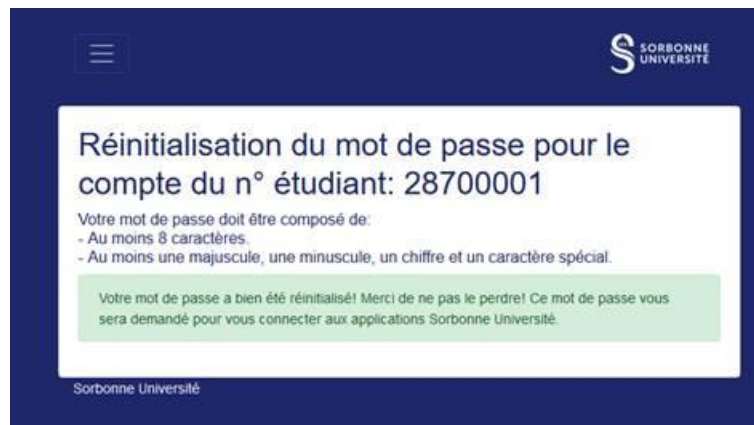 SORBONNE
UNIVERSITÉ
Réinitialisation du mot de passe pour le
compte du n° étudiant: 28700001
Votre mot de passe doit être composé de:
- Au moins 8 caractères.
- Au moins une majuscule, une minuscule, un chiffre et un caractère spécial.
Votre mot de passe a bien été réinitialisé! Merci de ne pas le perdre! Ce mot de passe vous
sera demandé pour vous connecter aux applications Sorbonne Université.
Sorbonne Université